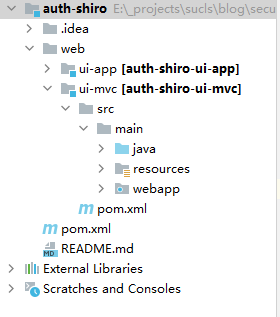 auth-shiro E:\_projects\sucls\blog\secu
.idea
web
ui-app [auth-shiro-ui-app]
ui-mvc [auth-shiro-ui-mvc]
src
main
java
resources
webapp
pom.xml
pom.xml
README.md
External Libraries
Scratches and Consoles